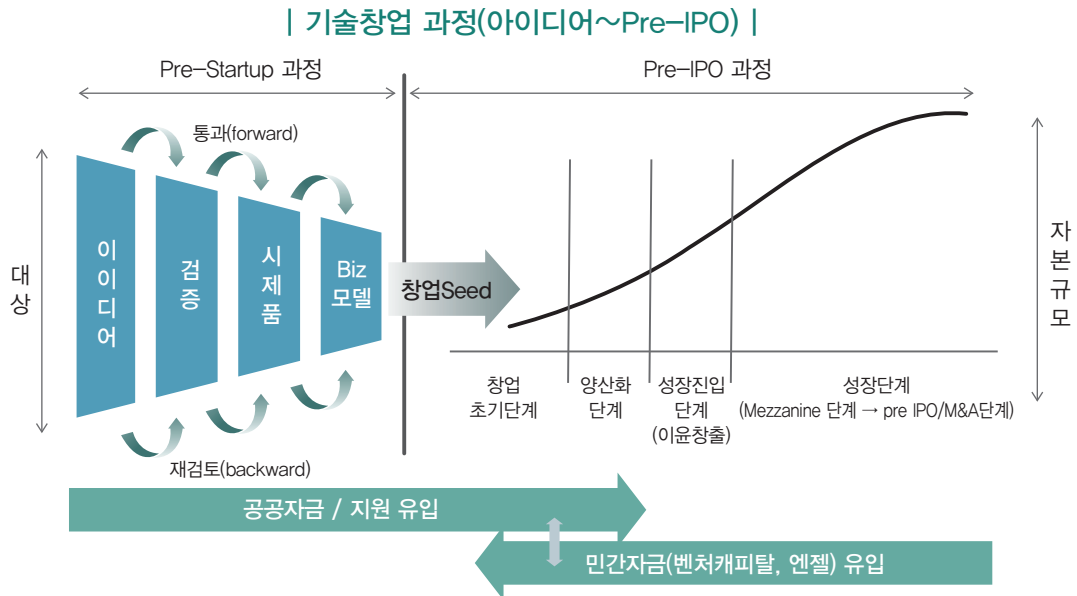 | 기술창업 과정(아이디어~Pre-IPO) |
Pre-Startup 과정
Pre-IPO 과정
통과(forward)
대상
이이디어
검증
시제품
Biz
모델
창업Seed
자본규모
창업
초기단계
양산화
단계
성장진입
단계
(이윤창출)
성장단계
(Mezzanine 단계 → pre IPO/M&A단계)
재검토(backward)
공공자금 / 지원 유입
민간자금(벤처캐피탈, 엔젤) 유입